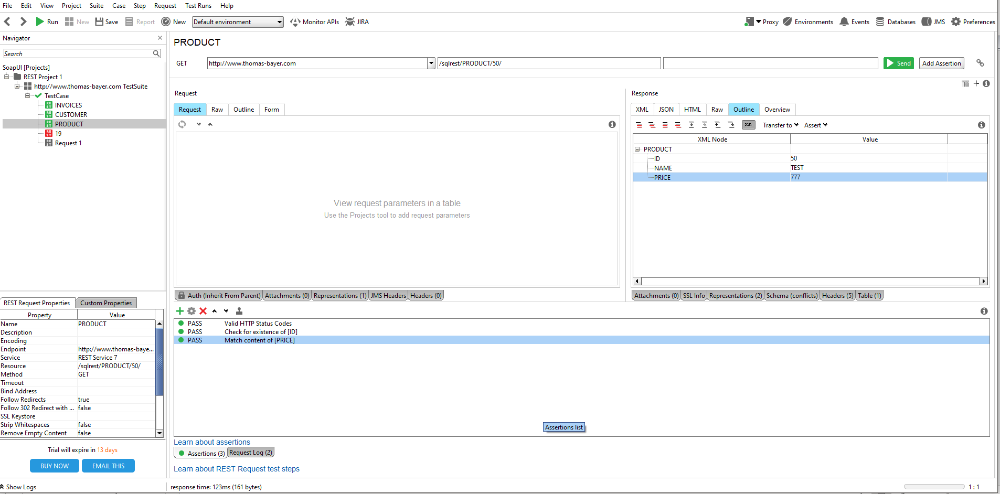 File Edit View Project Suite Case Step Request Test Runs Help
Run New Save Report New Default environment Monitor APIs JIRA Proxy Environments Events Databases JMS Preferences
Navigator
Search
SoapUI [Projects]
REST Project 1
http://www.thomas-bayer.com TestSuite
TestCase
INVOICES
CUSTOMER
PRODUCT
19
Request 1
REST Request Properties Custom Properties
Property Value
Name PRODUCT
Description
Encoding
Endpoint http://www.thomas-baye...
Service REST Service 7
Resource /sqlrest/PRODUCT/50/
Method GET
Timeout
Bind Address
Follow Redirects true
Follow 302 Redirect with ... false
SSL Keystore
Strip Whitespaces false
Remove Empty Content false
Trial will expire in 13 days
BUY NOW EMAIL THIS
PRODUCT
GET http://www.thomas-bayer.com /sqlrest/PRODUCT/50/ Send Add Assertion
Request
Request Raw Outline Form
View request parameters in a table
Use the Projects tool to add request parameters
Auth (Inherit From Parent) Attachments (0) Representations (1) JMS Headers Headers (0)
Response
XML JSON HTML Raw Outline Overview
XS: Transfer to Assert
XML Node Value
PRODUCT
ID 50
NAME TEST
PRICE 777
Attachments (0) SSL Info Representations (2) Schema (conflicts) Headers (5) Table (1)
PASS Valid HTTP Status Codes
PASS Check for existence of [ID]
PASS Match content of [PRICE]
Assertions list
Learn about assertions
Assertions (3) Request Log (2)
Learn about REST Request test steps
Show Logs response time: 123ms (161 bytes) 1 : 1